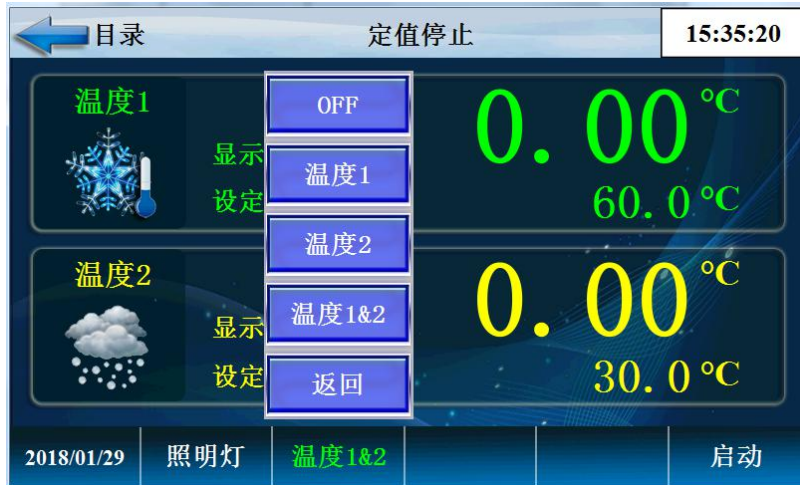 目录
定值停止
15:35:20
温度1
显示
0.00℃
设定
60.0℃
OFF
温度1
温度2
温度1&2
返回
温度2
显示
0.00℃
设定
30.0℃
2018/01/29
照明灯
温度1&2
启动